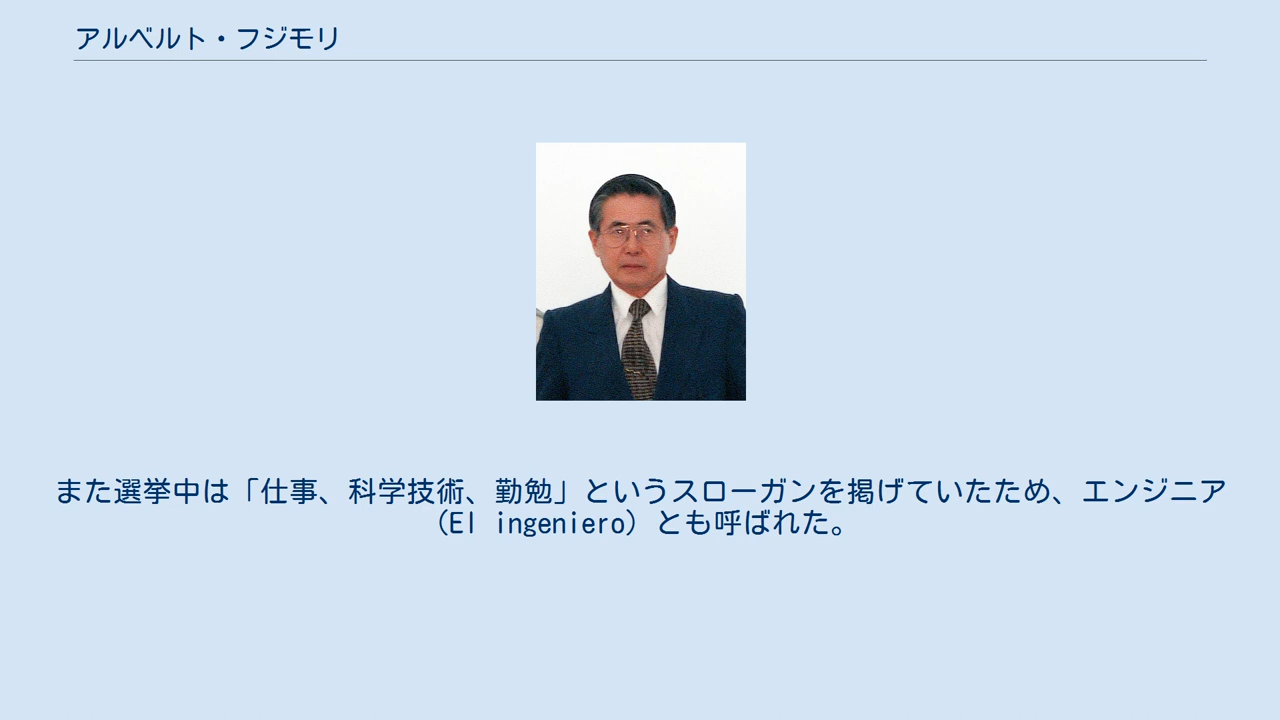 アルベルト・フジモリ
また選挙中は「仕事、科学技術、勤勉」というスローガンを掲げていたため、エンジニア
（El ingeniero）とも呼ばれた。